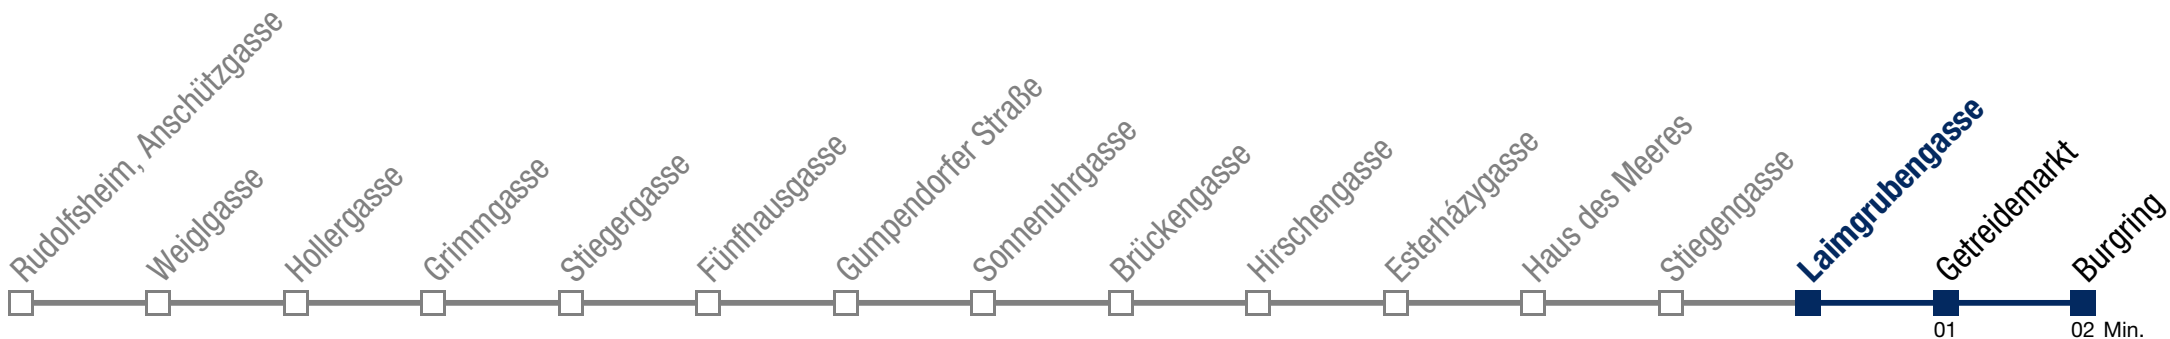 Rudolfsheim, Anschützgasse
Weiglgasse
Hollergasse
Grimmgasse
Stiegergasse
Fünfhausgasse
Gumpendorfer Straße
Sonnenuhrgasse
Brückengasse
Hirschengasse
Esterházygasse
Haus des Meeres
Stiegengasse
Laimgrubengasse
Getreidemarkt
Burgring
01
02 Min.